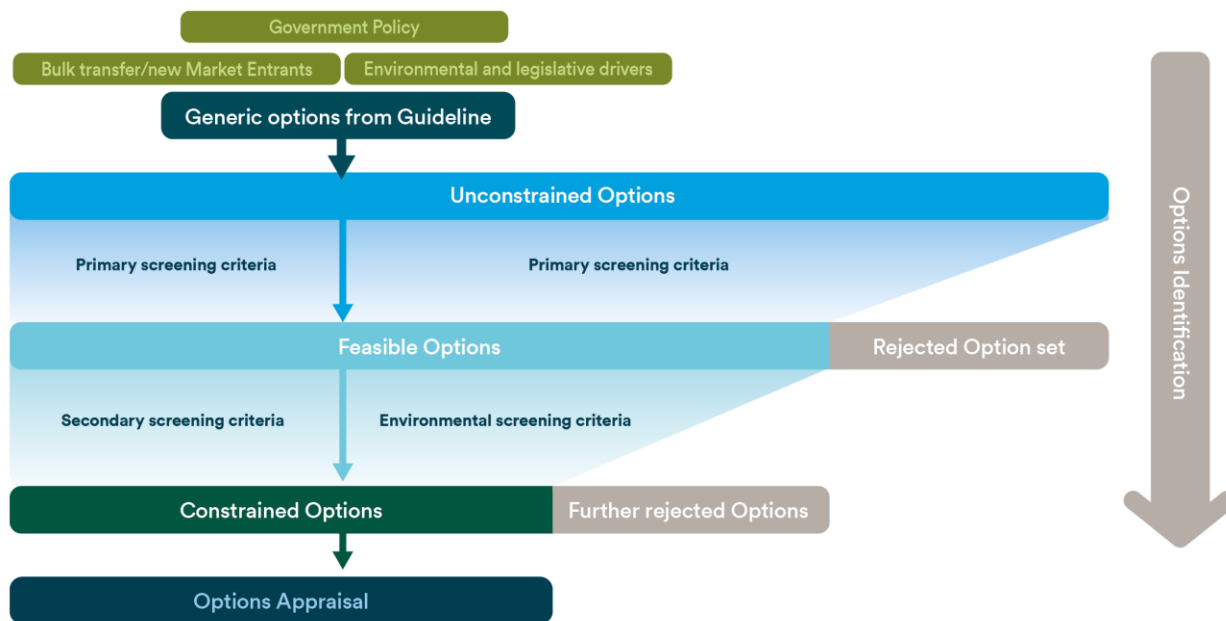 Government Policy
Bulk transfer/new Market Entrants
Environmental and legislative drivers
Generic options from Guideline
Unconstrained Options
Primary screening criteria
Primary screening criteria
Feasible Options
Rejected Option set
Secondary screening criteria
Environmental screening criteria
Constrained Options
Further rejected Options
Options Appraisal
Options Identification